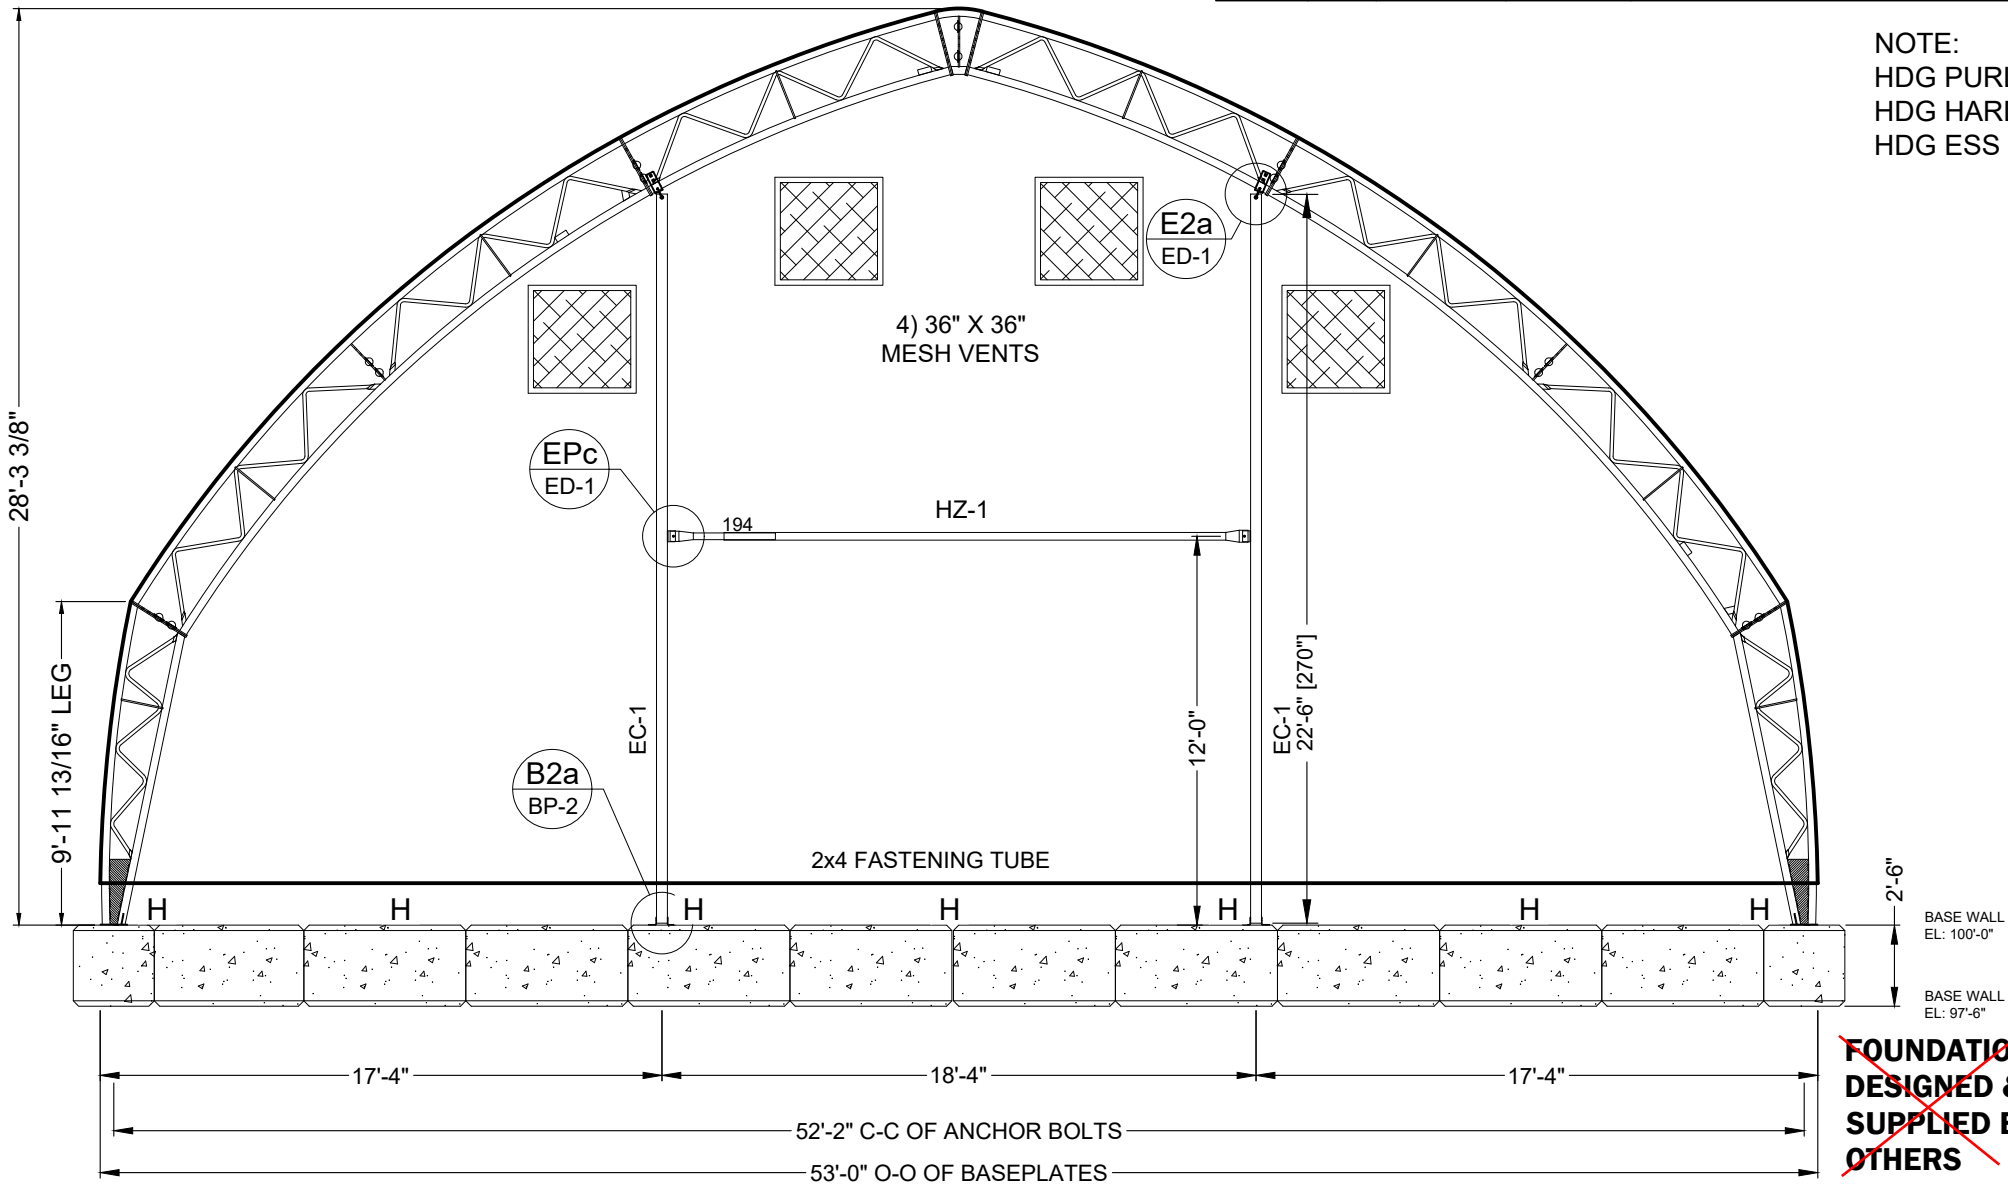 NOTE:
HDG
HDG
HDG ESS
28'-3 3/8"
E2a
ED-1
4) 36" X 36"
MESH VENTS
EPc
ED-1
194
HZ-1
9'-11 13/16" LEG
EC-1
12'-0"
EC-1
22'-6" [270"]
B2a
BP-2
2x4 FASTENING TUBE
H H H H H H H
2'-6"
BASE WALL
EL: 100'-0"
BASE WALL
EL: 97'-6"
17'-4" 18'-4" 17'-4"
52'-2" C-C OF ANCHOR BOLTS
53'-0" O-O OF BASEPLATES
DESIGNED &
SUPPLIED
OTHERS